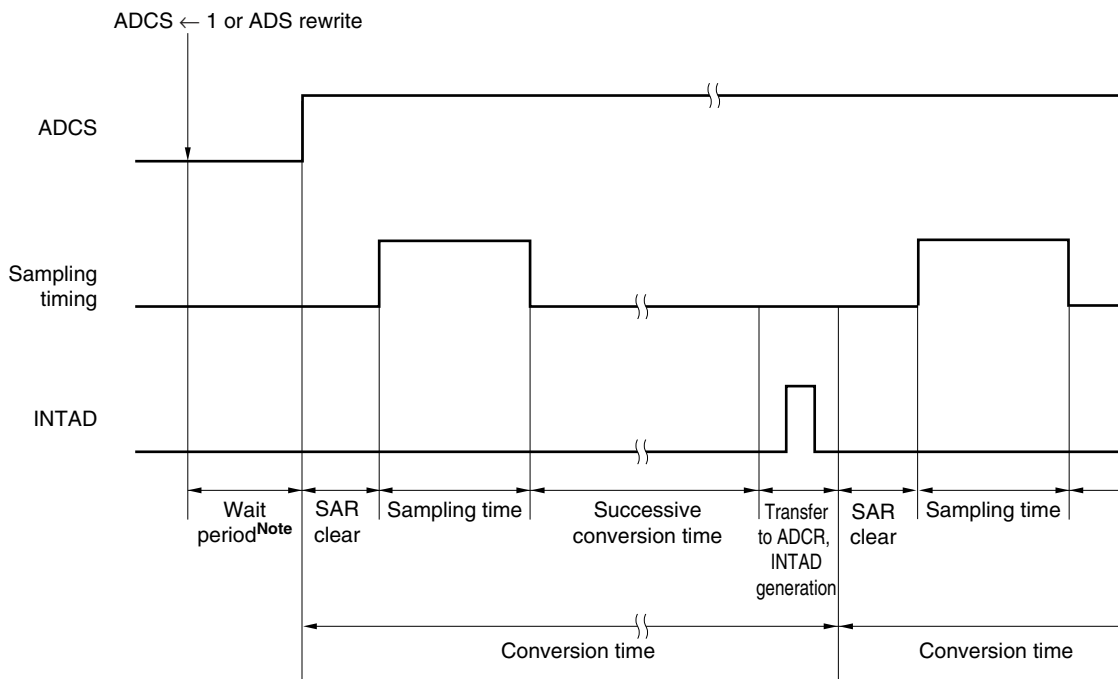 ADCS ← 1 or ADS rewrite
ADCS
Sampling
timing
INTAD
Wait
periodNote
SAR
clear
Sampling time
Successive
conversion time
Transfer
to ADCR,
INTAD
generation
SAR
clear
Sampling time
Conversion time
Conversion time